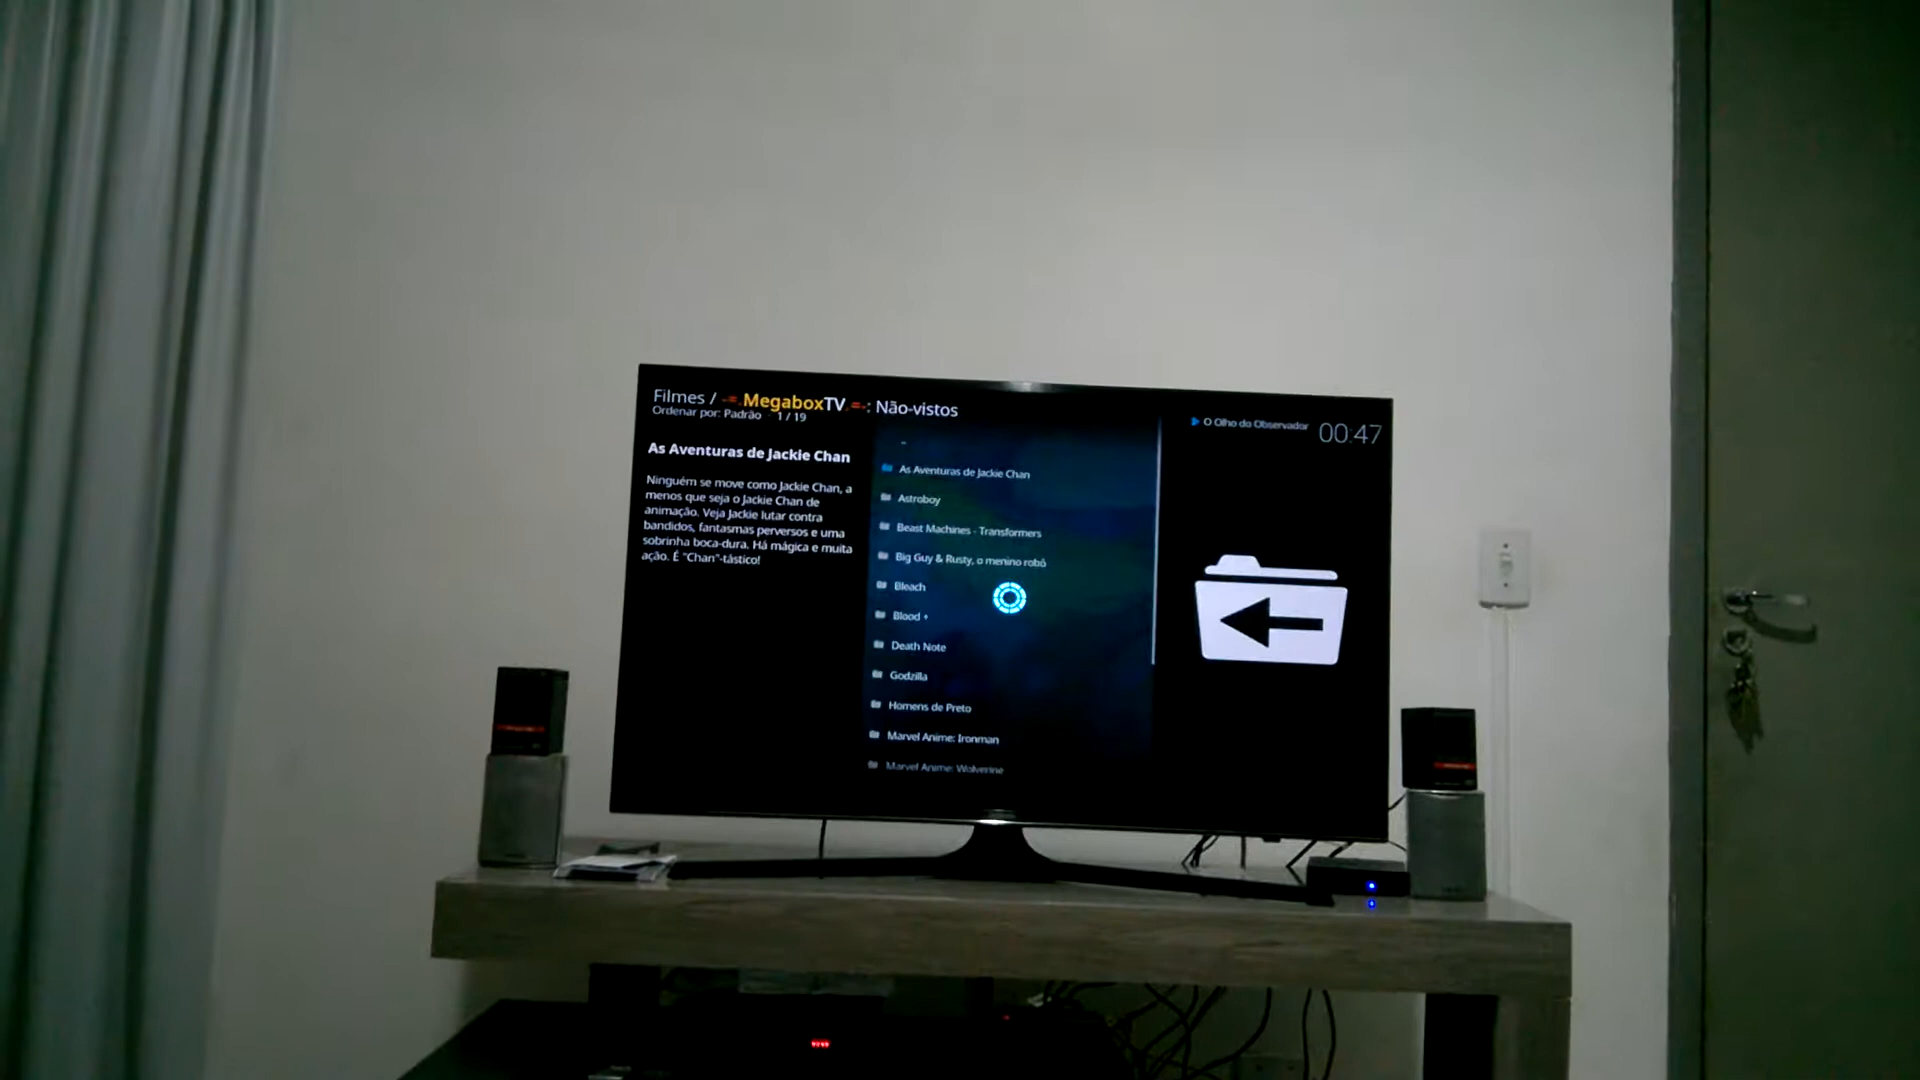 Filmes / -=.MegaboxTV.=-: Não-vistos
Ordenar por: Padrão · 1 / 19
As Aventuras de Jackie Chan
Ninguém se move como Jackie Chan, a
menos que seja o Jackie Chan de
animação. Veja Jackie lutar contra
bandidos, fantasmas perversos e uma
sobrinha boca-dura. Há mágica e muita
ação. É "Chan"-tástico!
..
As Aventuras de Jackie Chan
Astroboy
Beast Machines - Transformers
Big Guy & Rusty, o menino robô
Bleach
Blood +
Death Note
Godzilla
Homens de Preto
Marvel Anime: Ironman
Marvel Anime: Wolverine
O Olho do Observador
00:47